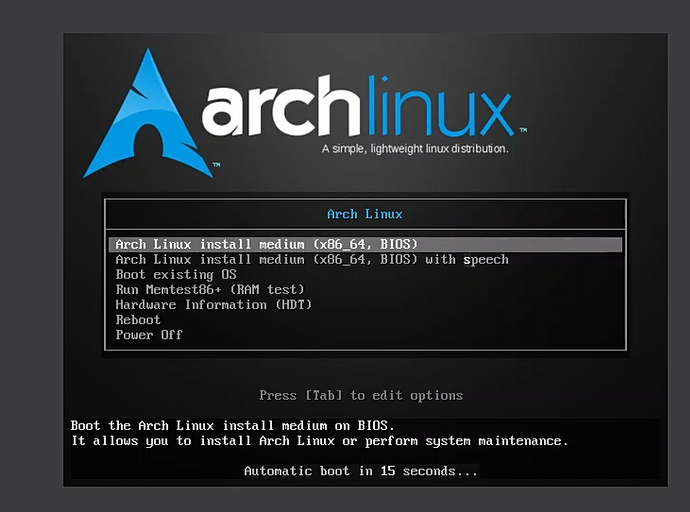 archlinux™
A simple, lightweight linux distribution.
™
Arch Linux
Arch Linux install medium (x86_64, BIOS)
Arch Linux install medium (x86_64, BIOS) with speech
Boot existing OS
Run Memtest86+ (RAM test)
Hardware Information (HDT)
Reboot
Power Off
Press [Tab] to edit options
Boot the Arch Linux install medium on BIOS.
It allows you to install Arch Linux or perform system maintenance.
Automatic boot in 15 seconds...